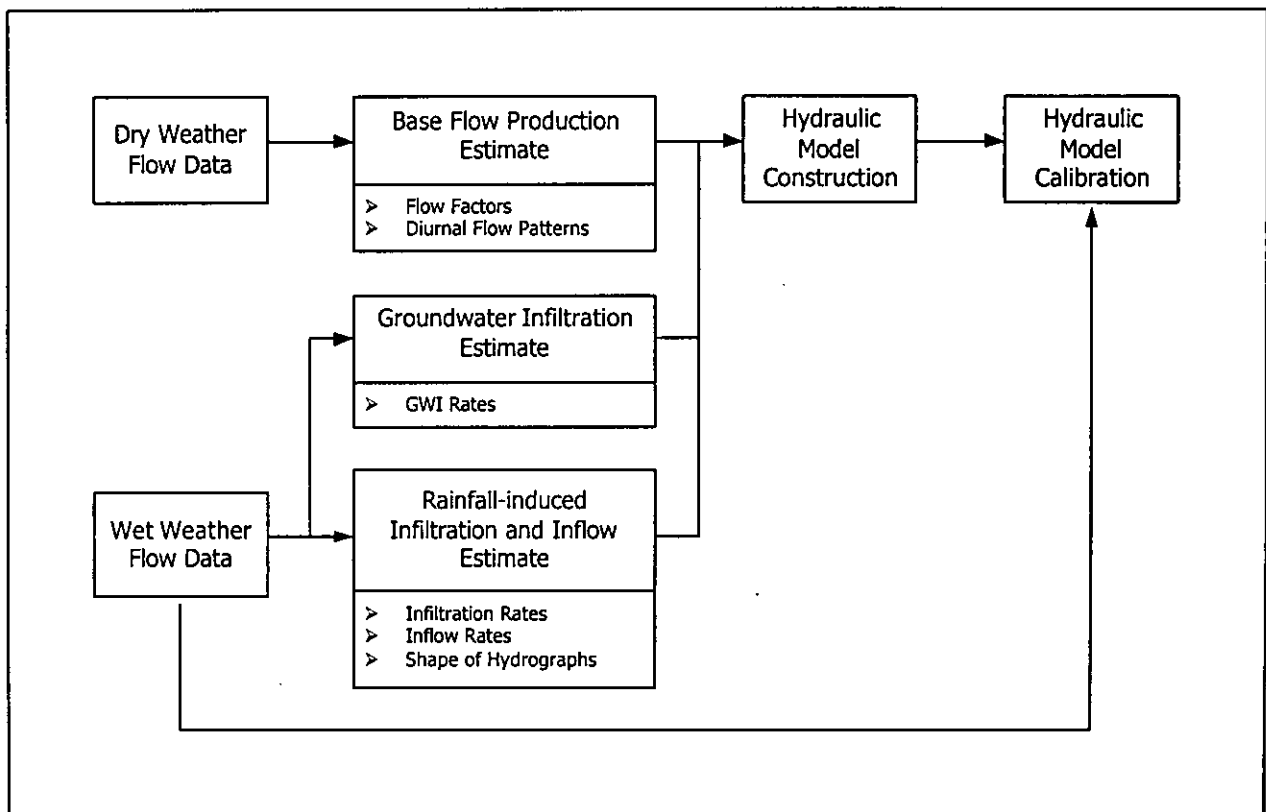 Dry Weather
Flow Data
Base Flow Production
Estimate
➢ Flow Factors
➢ Diurnal Flow Patterns
Hydraulic
Model
Construction
Hydraulic
Model
Calibration
Groundwater Infiltration
Estimate
➢ GWI Rates
Wet Weather
Flow Data
Rainfall-induced
Infiltration and Inflow
Estimate
➢ Infiltration Rates
➢ Inflow Rates
➢ Shape of Hydrographs